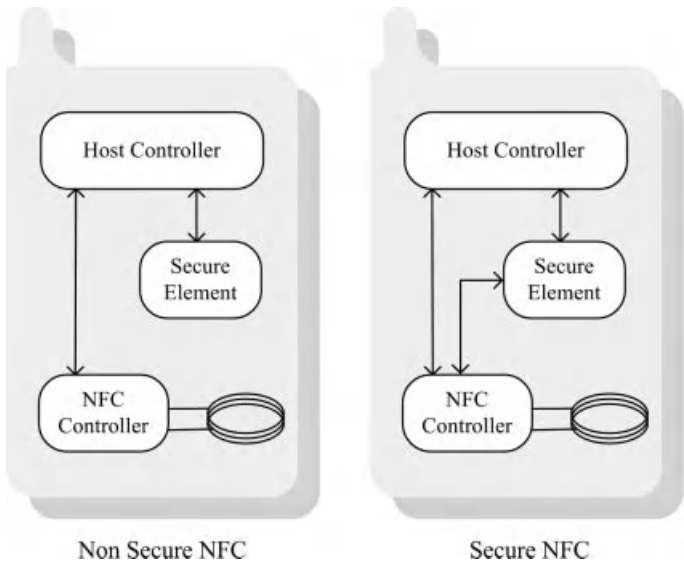 Host Controller
Secure
Element
NFC
Controller
Non Secure NFC
Host Controller
Secure
Element
NFC
Controller
Secure NFC